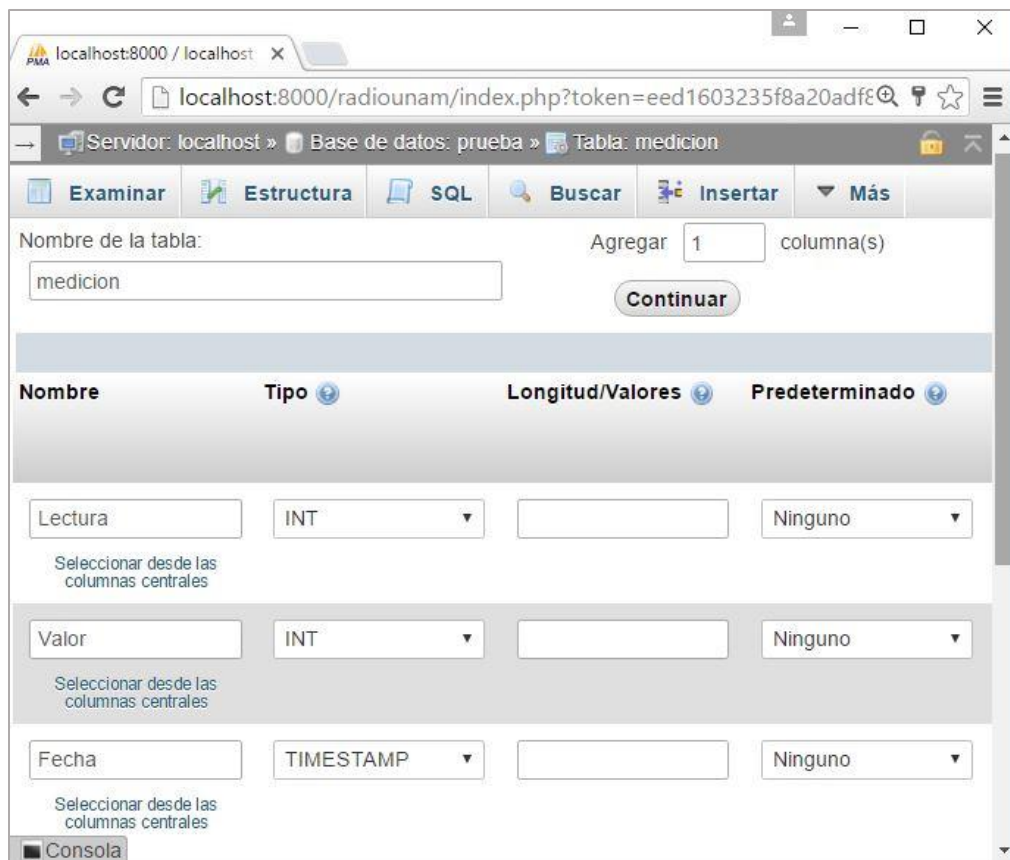 localhost:8000 / localhost
PMA
localhost:8000/radiounam/index.php?token=eed1603235f8a20adf8
Servidor: localhost » Base de datos: prueba » Tabla: medicion
Examinar Estructura SQL Buscar Insertar Más
Nombre de la tabla: Agregar 1 columna(s)
medicion
Continuar
Nombre Tipo Longitud/Valores Predeterminado
Lectura INT Ninguno
Seleccionar desde las
columnas centrales
Valor INT Ninguno
Seleccionar desde las
columnas centrales
Fecha TIMESTAMP Ninguno
Seleccionar desde las
columnas centrales
Consola